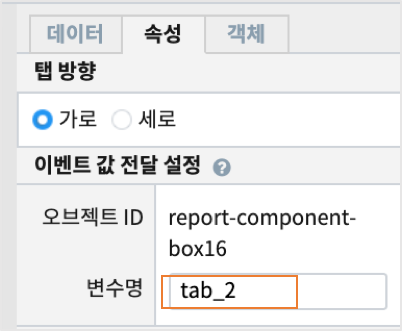 데이터 속성 객체
탭 방향
가로 세로
이벤트 값 전달 설정 ?
오브젝트 ID report-component-
box16
변수명 tab_2